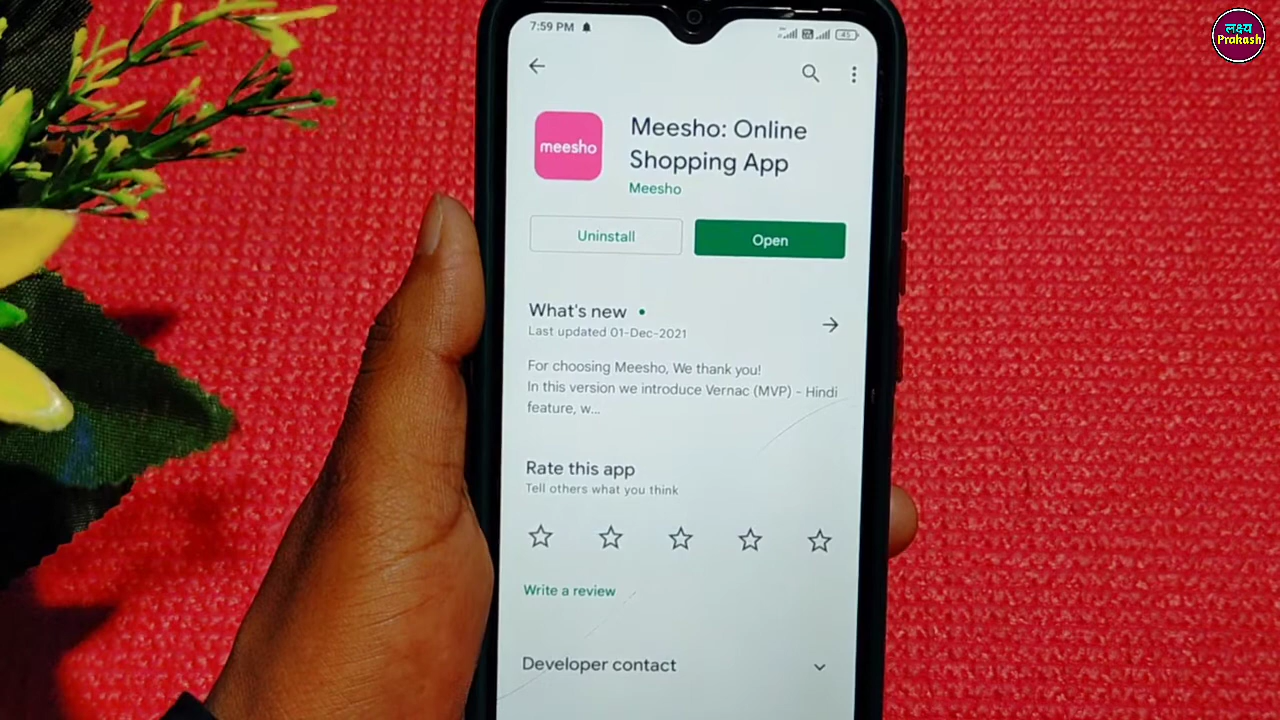 7:59 PM
45
लक्ष्य
Prakash
meesho
Meesho: Online
Shopping App
Meesho
Uninstall
Open
What's new •
Last updated 01-Dec-2021
For choosing Meesho, We thank you!
In this version we introduce Vernac (MVP) - Hindi
feature, w...
Rate this app
Tell others what you think
Write a review
Developer contact